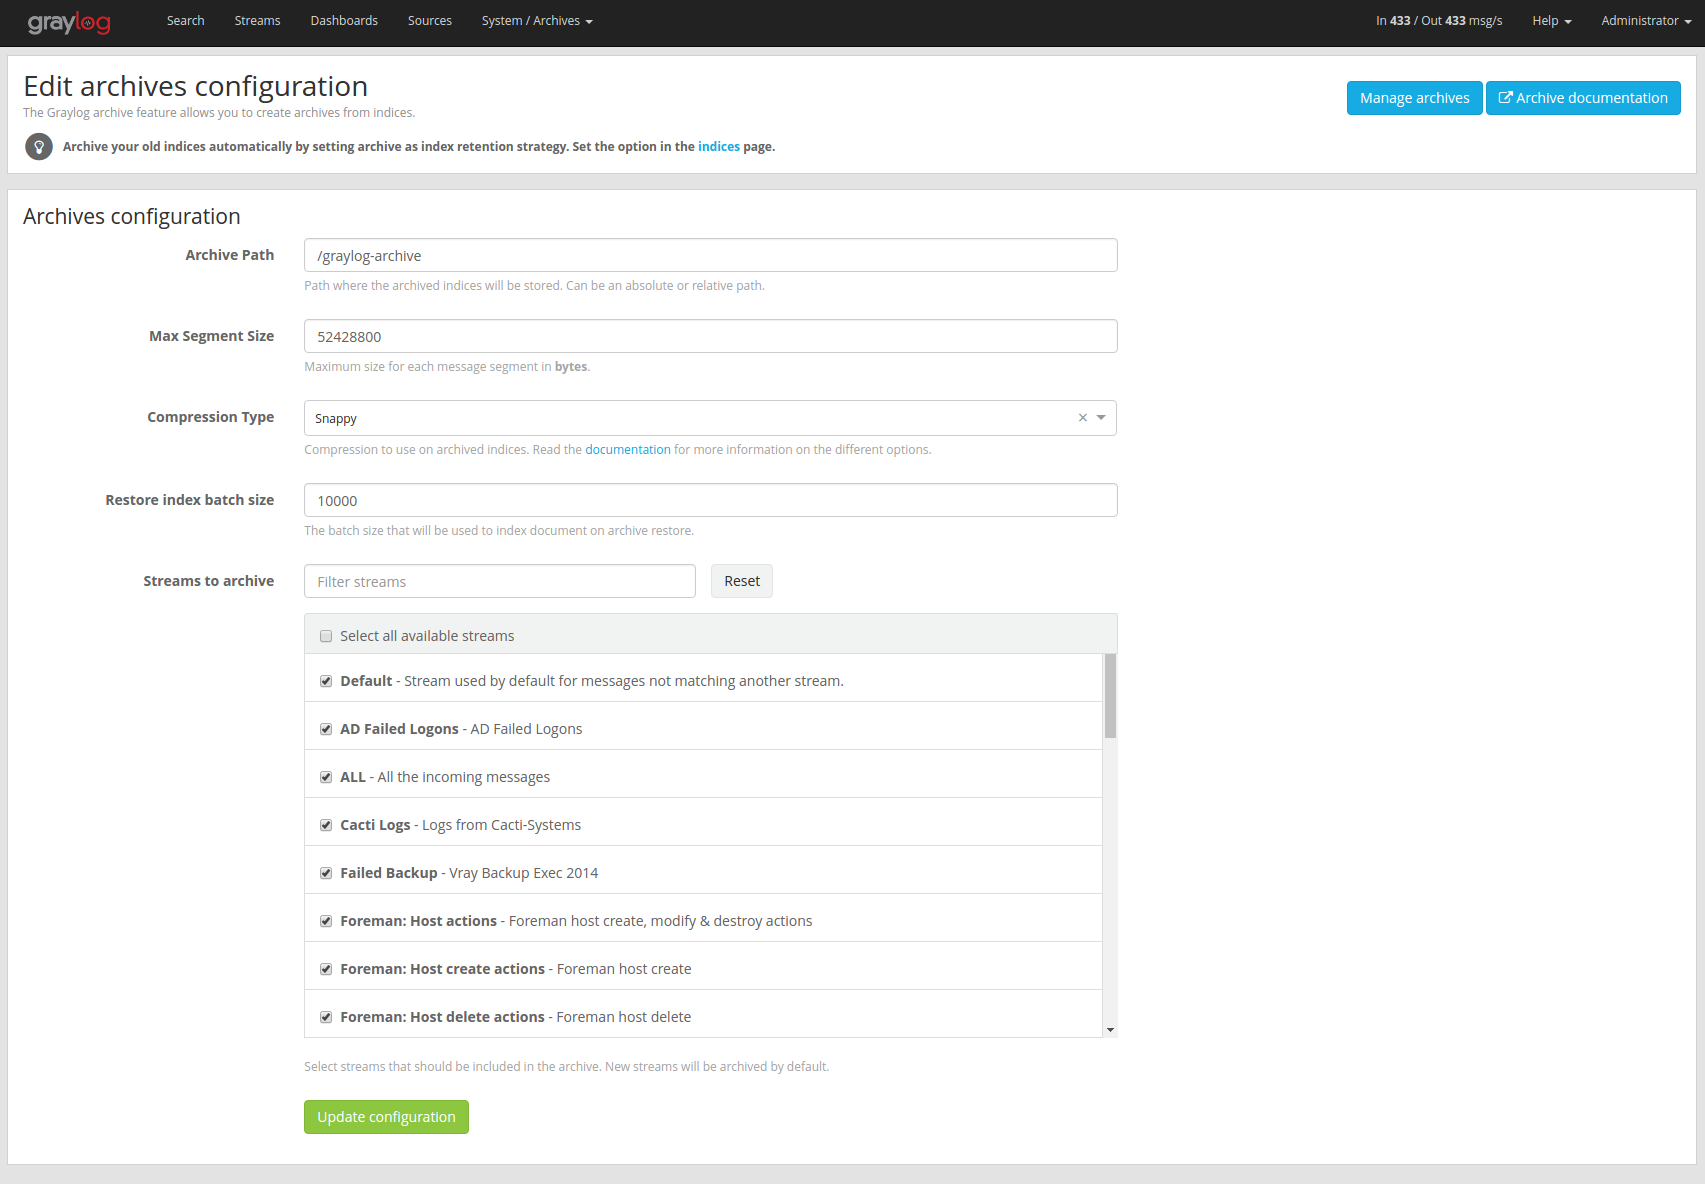 graylog Search Streams Dashboards Sources System / Archives In 433 / Out 433 msg/s Help Administrator
Edit archives configuration
The Graylog archive feature allows you to create archives from indices.
Manage archives Archive documentation
Archive your old indices automatically by setting archive as index retention strategy. Set the option in the indices page.
Archives configuration
Archive Path /graylog-archive
Path where the archived indices will be stored. Can be an absolute or relative path.
Max Segment Size 52428800
Maximum size for each message segment in bytes.
Compression Type Snappy ×
Compression to use on archived indices. Read the documentation for more information on the different options.
Restore index batch size 10000
The batch size that will be used to index document on archive restore.
Streams to archive Filter streams Reset
Select all available streams
Default - Stream used by default for messages not matching another stream.
AD Failed Logons - AD Failed Logons
ALL - All the incoming messages
Cacti Logs - Logs from Cacti-Systems
Failed Backup - Vray Backup Exec 2014
Foreman: Host actions - Foreman host create, modify & destroy actions
Foreman: Host create actions - Foreman host create
Foreman: Host delete actions - Foreman host delete
Select streams that should be included in the archive. New streams will be archived by default.
Update configuration